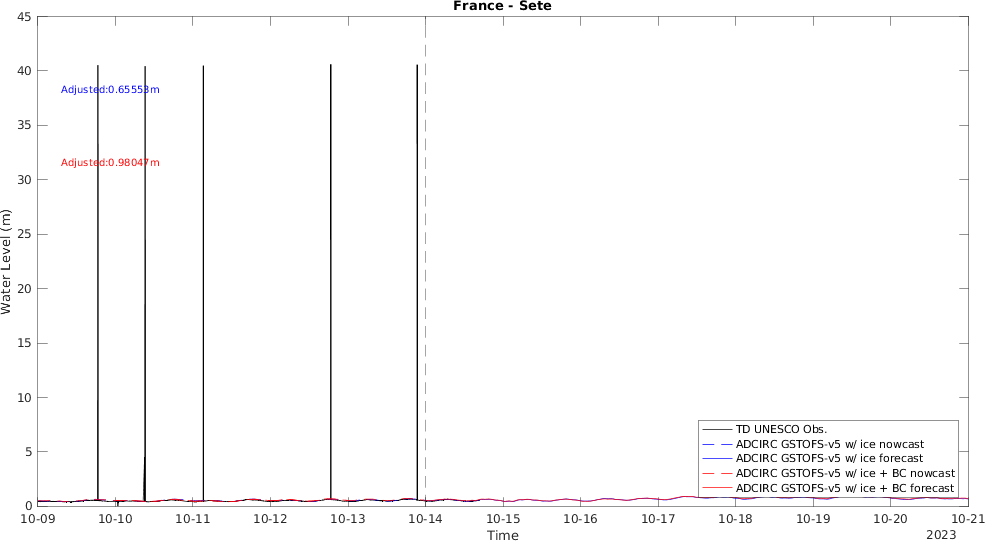 France - Sete
45
40
35
30
25
20
15
10
5
0
Water Level (m)
Adjusted:0.65553m
Adjusted:0.98047m
TD UNESCO Obs.
ADCIRC GSTOFS-v5 w/ ice nowcast
ADCIRC GSTOFS-v5 w/ ice forecast
ADCIRC GSTOFS-v5 w/ ice + BC nowcast
ADCIRC GSTOFS-v5 w/ ice + BC forecast
10-09 10-10 10-11 10-12 10-13 10-14 10-15 10-16 10-17 10-18 10-19 10-20 10-21
Time
2023